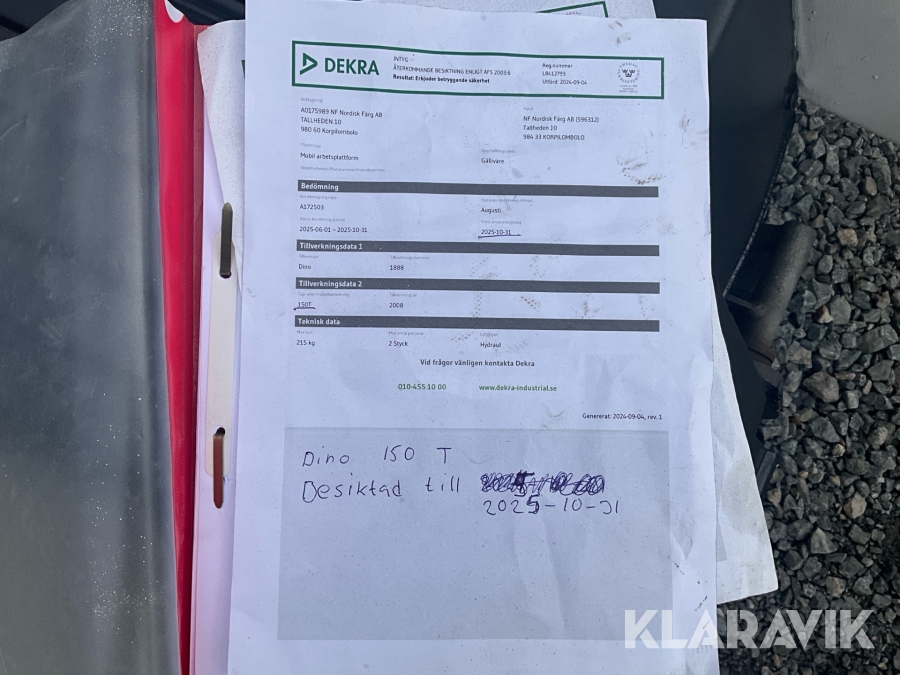 DEKRA
INTYG
ÅTERKOMMANDE BESIKTNING ENLIGT AFS 2003:6
Resultat: Erbjuder betryggande säkerhet
Reg.nummer
L8412793
Utförd: 2024-09-04
A0175989 NF Nordisk Färg AB
TALLHEDEN 10
980 60 Korpilombolo
NF Nordisk Färg AB (596312)
Tallheden 10
984 33 KORPILOMBOLO
Mobil arbetsplattform
Gällivare
Bedömning
A172503
Augusti
2025-06-01 – 2025-10-31
2025-10-31
Tillverkningsdata 1
Dino
1888
Tillverkningsdata 2
150T
2008
Teknisk data
215 kg
2 Styck
Hydraul
Vid frågor vänligen kontakta Dekra
010-455 10 00
www.dekra-industrial.se
Genererat: 2024-09-04, rev. 1
Dino 150 T
Besiktad till
2025-10-31
KLARAVIK